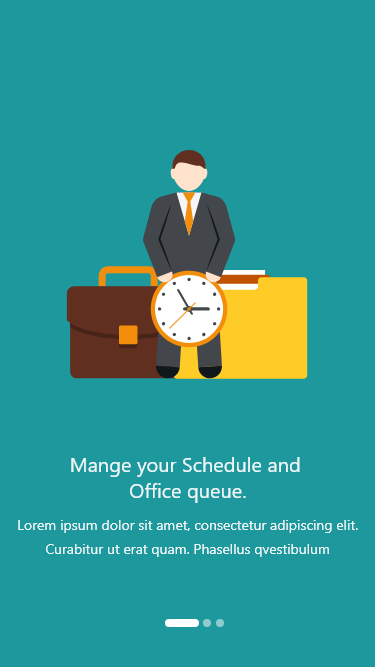 Mange your Schedule and
Office queue.
Lorem ipsum dolor sit amet, consectetur adipiscing elit.
Curabitur ut erat quam. Phasellus qvestibulum